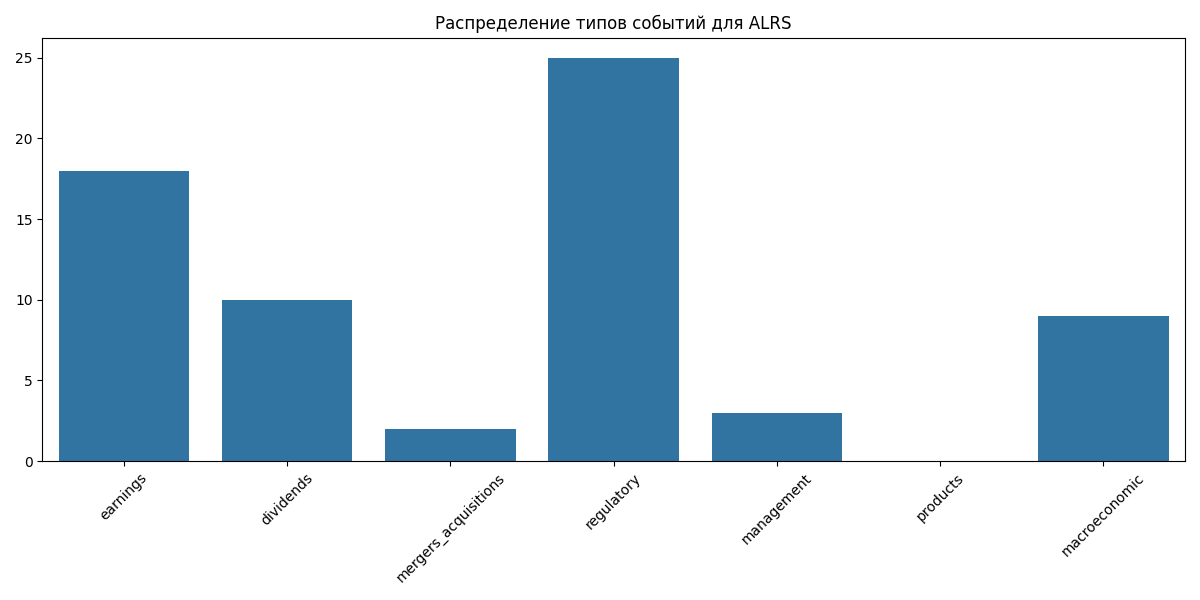 Распределение типов событий для ALRS
25
20
15
10
5
0
earnings
dividends
mergers_acquisitions
regulatory
management
products
macroeconomic